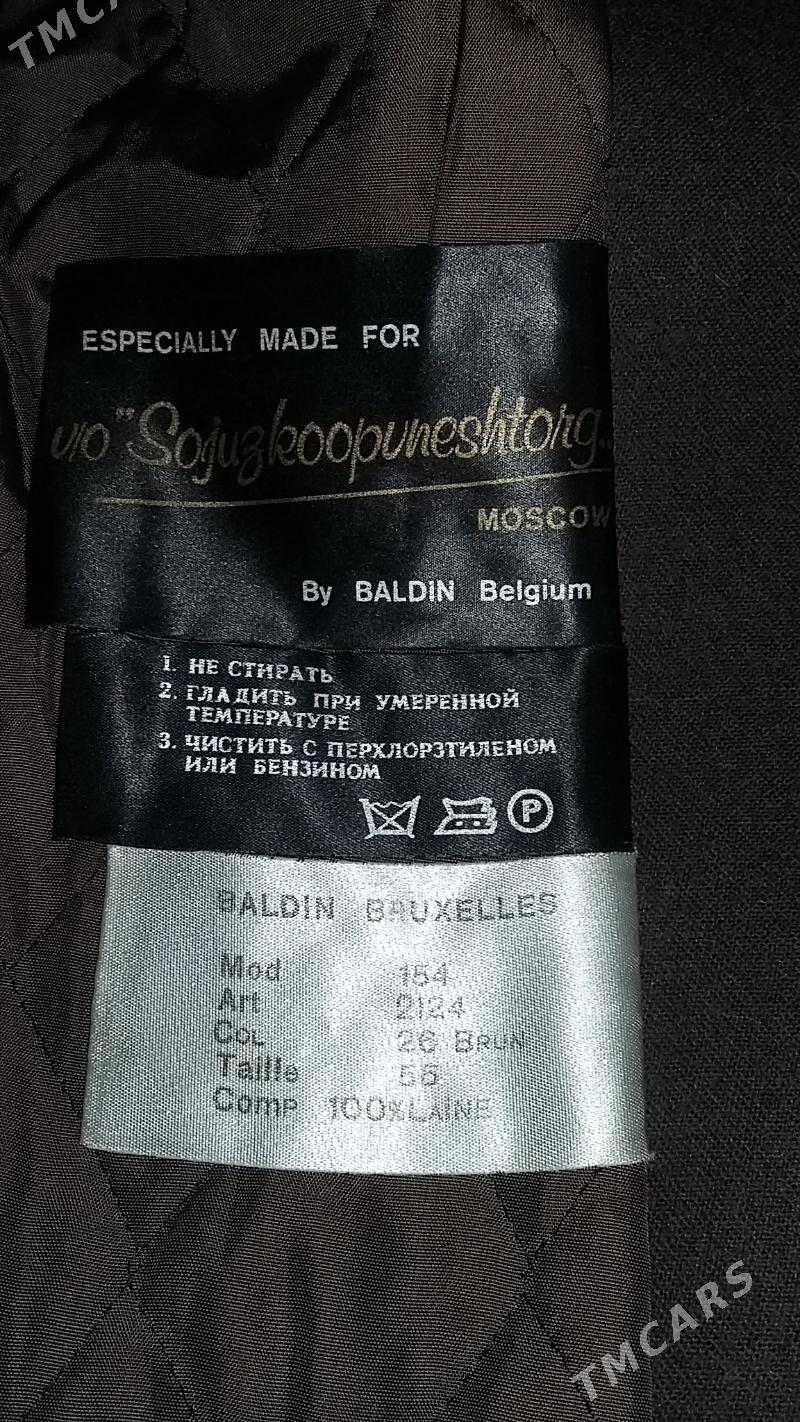 TMCARS
ESPECIALLY MADE FOR
v/o "Sojuzkoopvneshtorg"
MOSCOW
By BALDIN Belgium
1. НЕ СТИРАТЬ
2. ГЛАДИТЬ ПРИ УМЕРЕННОЙ
ТЕМПЕРАТУРЕ
3. ЧИСТИТЬ С ПЕРХЛОРЗТИЛЕНОМ
ИЛИ БЕНЗИНОМ
P
BALDIN BRUXELLES
Mod 154
Art 2124
Col 26 BRUN
Taille 56
Comp 100% LAINE
TMCARS